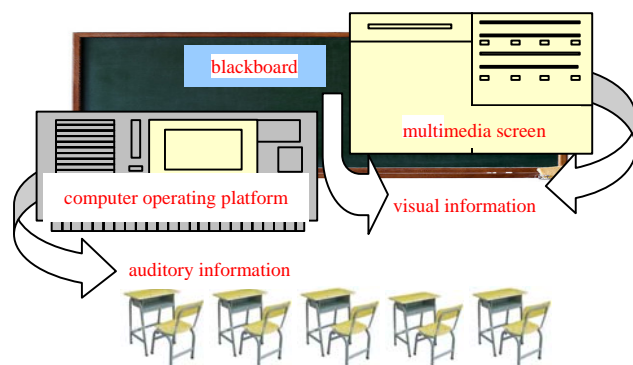 blackboard
multimedia screen
computer operating platform
visual information
auditory information